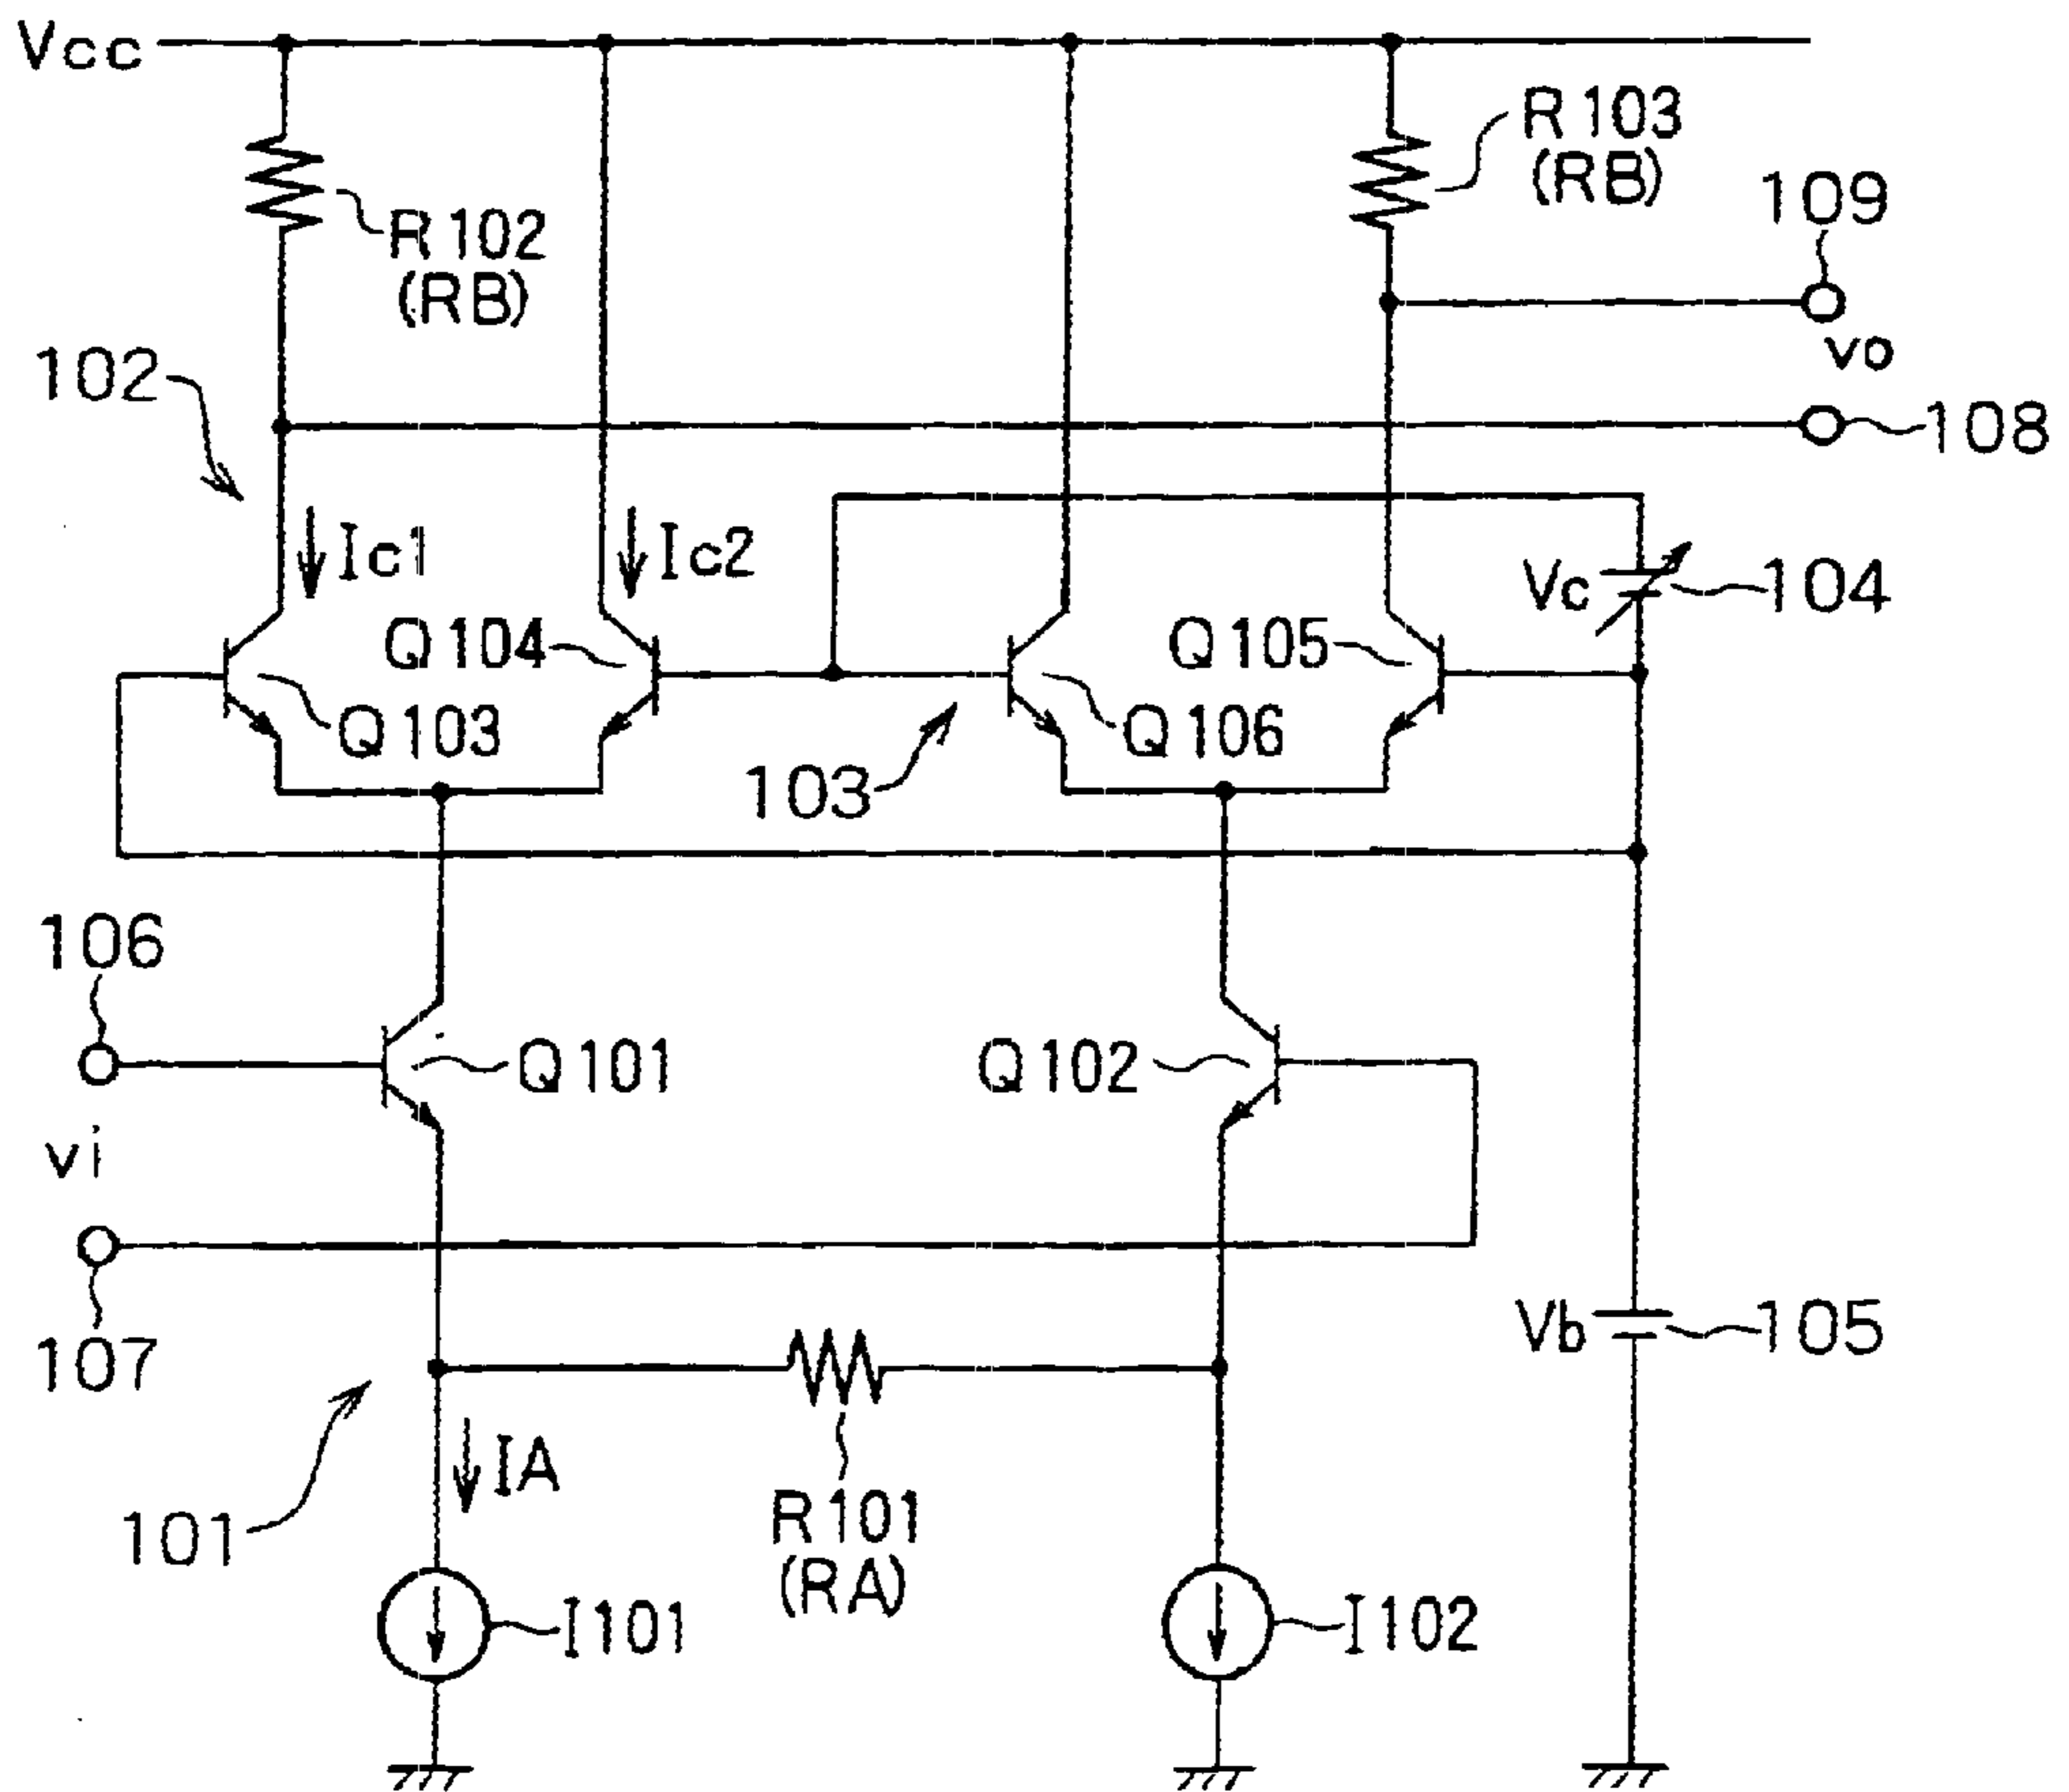 Vcc
R103
(RB)
109
R102
(RB)
vo
102
108
Ic1
Ic2
Vc
104
Q104
Q105
Q103
Q106
103
106
Q101
Q102
vi
Vb
105
107
IA
R101
(RA)
101
I101
I102